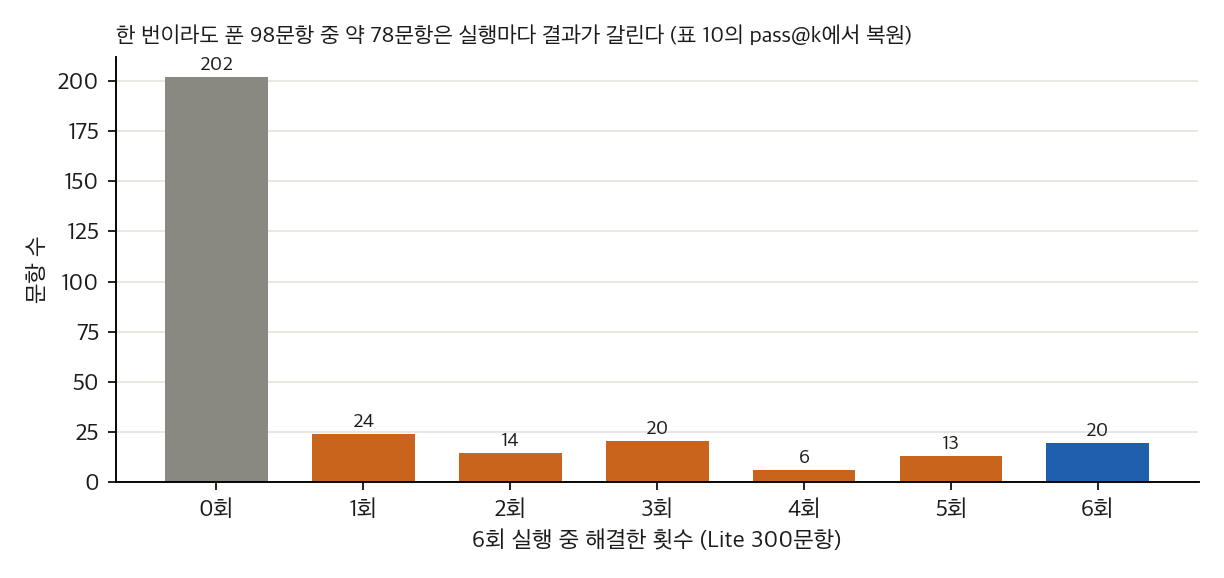 한 번이라도 푼 98문항 중 약 78문항은 실행마다 결과가 갈린다 (표 10의 pass@k에서 복원)
202
200
175
150
125
100
75
50
25
0
문항 수
24
14
20
6
13
20
0회
1회
2회
3회
4회
5회
6회
6회 실행 중 해결한 횟수 (Lite 300문항)